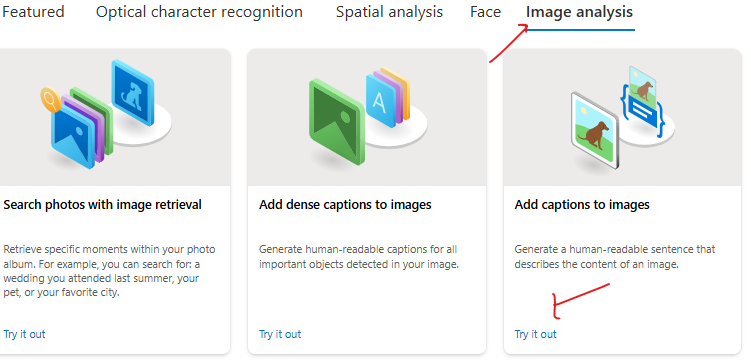 Featured Optical character recognition Spatial analysis Face Image analysis
A
Search photos with image retrieval
Retrieve specific moments within your photo
album. For example, you can search for: a
wedding you attended last summer, your
pet, or your favorite city.
Try it out
Add dense captions to images
Generate human-readable captions for all
important objects detected in your image.
Try it out
Add captions to images
Generate a human-readable sentence that
describes the content of an image.
Try it out